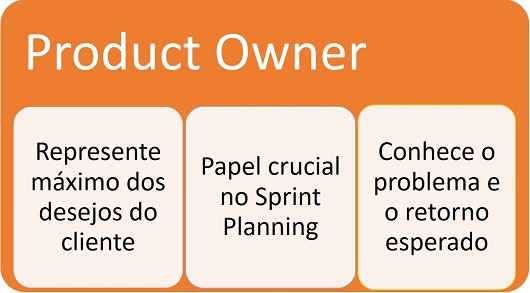 Product Owner
Represente
máximo dos
desejos do
cliente
Papel crucial
no Sprint
Planning
Conhece o
problema e
o retorno
esperado